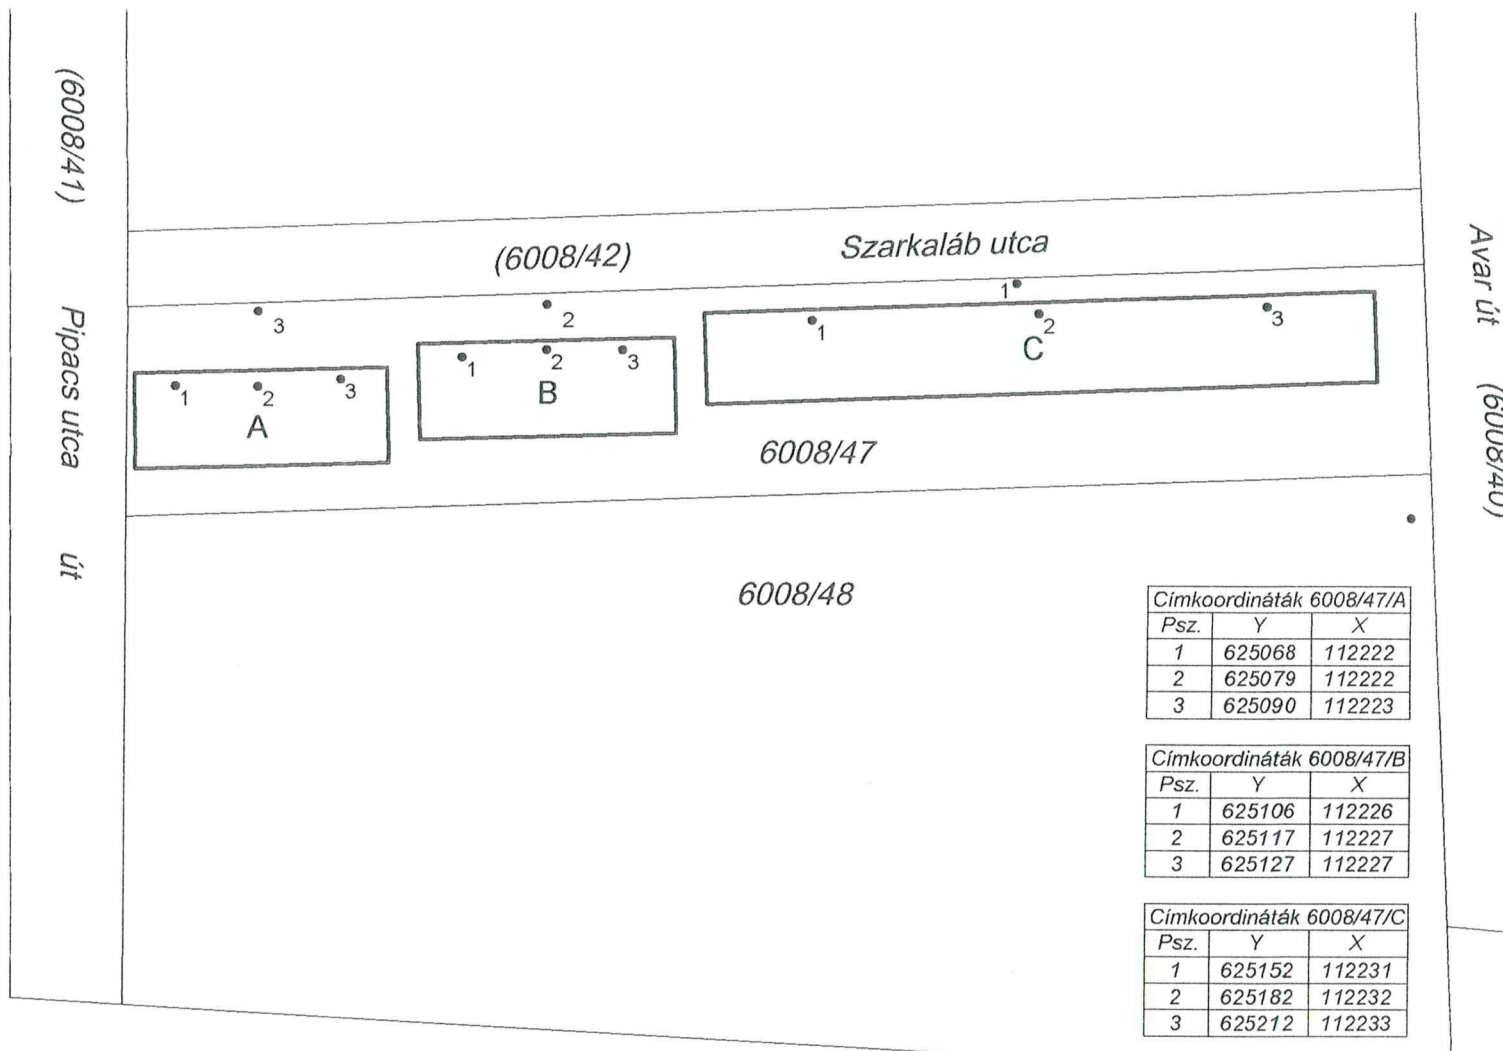 (6008/41)
Pipacs utca
út
(6008/42)
Szarkaláb utca
Avar út
(6008/40)
3
2
1
1
2
3
A
1
2
3
B
1
2
3
C
6008/47
6008/48
Címkoordináták 6008/47/A
Psz. Y X
1 625068 112222
2 625079 112222
3 625090 112223
Címkoordináták 6008/47/B
Psz. Y X
1 625106 112226
2 625117 112227
3 625127 112227
Címkoordináták 6008/47/C
Psz. Y X
1 625152 112231
2 625182 112232
3 625212 112233